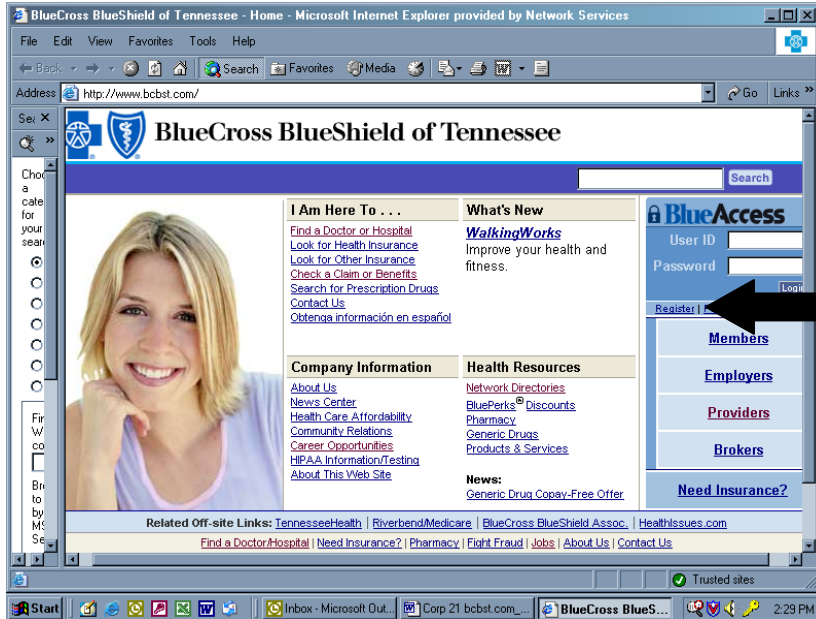 BlueCross BlueShield of Tennessee - Home - Microsoft Internet Explorer provided by Network Services
File Edit View Favorites Tools Help
Back Search Favorites Media
Address http://www.bcbst.com/ Go Links »
BlueCross BlueShield of Tennessee
Search
a
for
your
I Am Here To . . .
Find a Doctor or Hospital
Look for Health Insurance
Look for Other Insurance
Check a Claim or Benefits
Search for Prescription Drugs
Contact Us
Obtenga información en español
What's New
WalkingWorks
Improve your health and
fitness.
BlueAccess
User ID
Password
Register |
Members
Employers
Providers
Brokers
Need Insurance?
Company Information
About Us
News Center
Health Care Affordability
Community Relations
Career Opportunities
HIPAA Information/Testing
About This Web Site
Health Resources
Network Directories
BluePerks® Discounts
Pharmacy
Generic Drugs
Products & Services
News:
Generic Drug Copay-Free Offer
to
by
Related Off-site Links: TennesseeHealth | Riverbend/Medicare | BlueCross BlueShield Assoc. | HealthIssues.com
Find a Doctor/Hospital | Need Insurance? | Pharmacy | Fight Fraud | Jobs | About Us | Contact Us
Trusted sites
Start Inbox - Microsoft Out... Corp 21 bcbst.com_... BlueCross BlueS... 2:29 PM